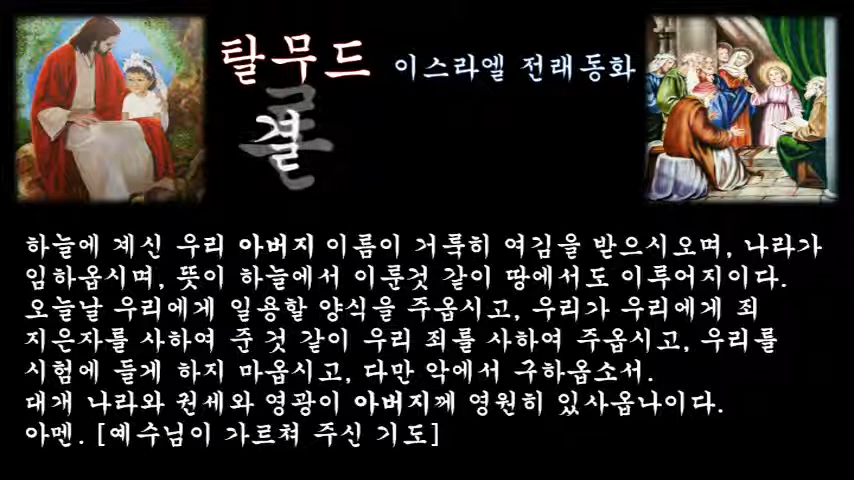 탈무드 이스라엘 전래동화
결론
하늘에 계신 우리 아버지 이름이 거룩히 여김을 받으시오며, 나라가
임하옵시며, 뜻이 하늘에서 이룬것 같이 땅에서도 이루어지이다.
오늘날 우리에게 일용할 양식을 주옵시고, 우리가 우리에게 죄
지은자를 사하여 준 것 같이 우리 죄를 사하여 주옵시고, 우리를
시험에 들게 하지 마옵시고, 다만 악에서 구하옵소서.
대개 나라와 원세와 영광이 아버지께 영원히 있사옵나이다.
아멘. [예수님이 가르쳐 주신 기도]